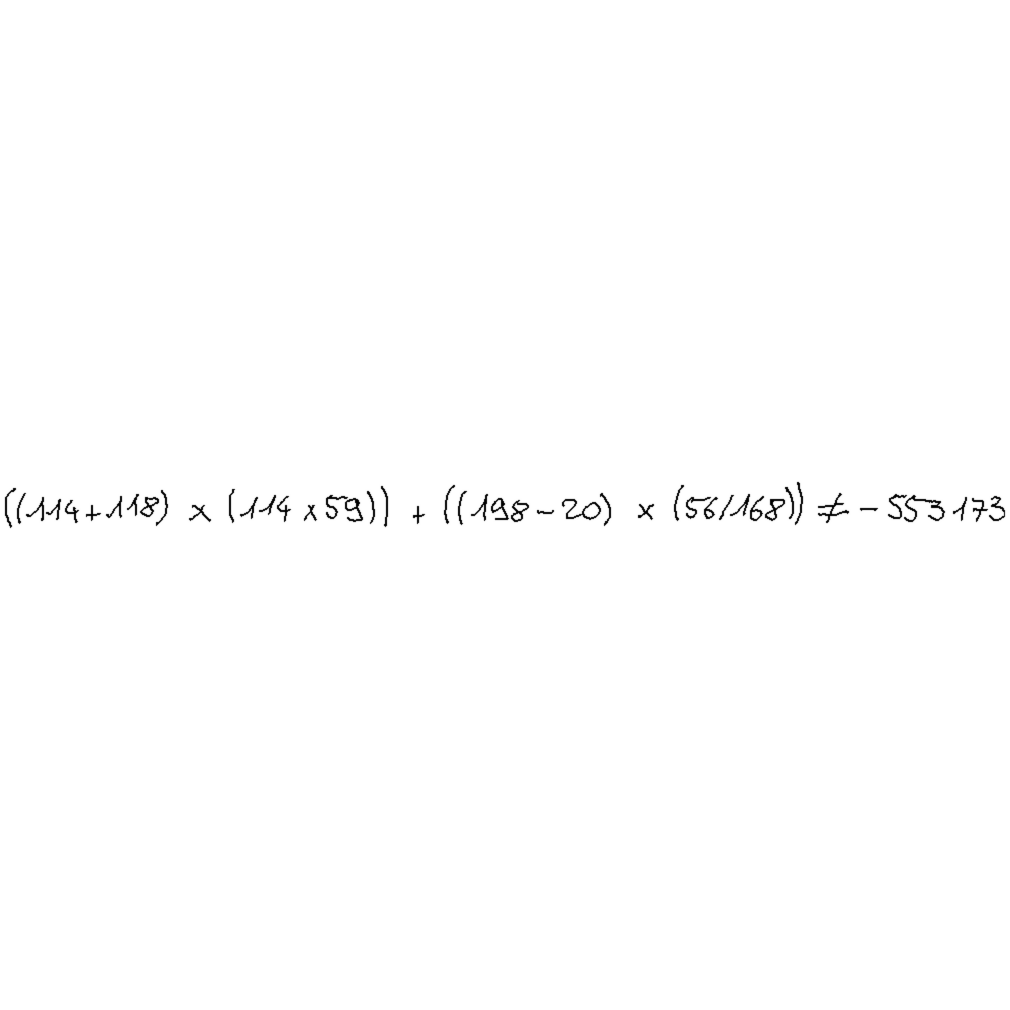 ((114+118) × (114×59)) + ((198-20) × (56/168)) ≠ -553173